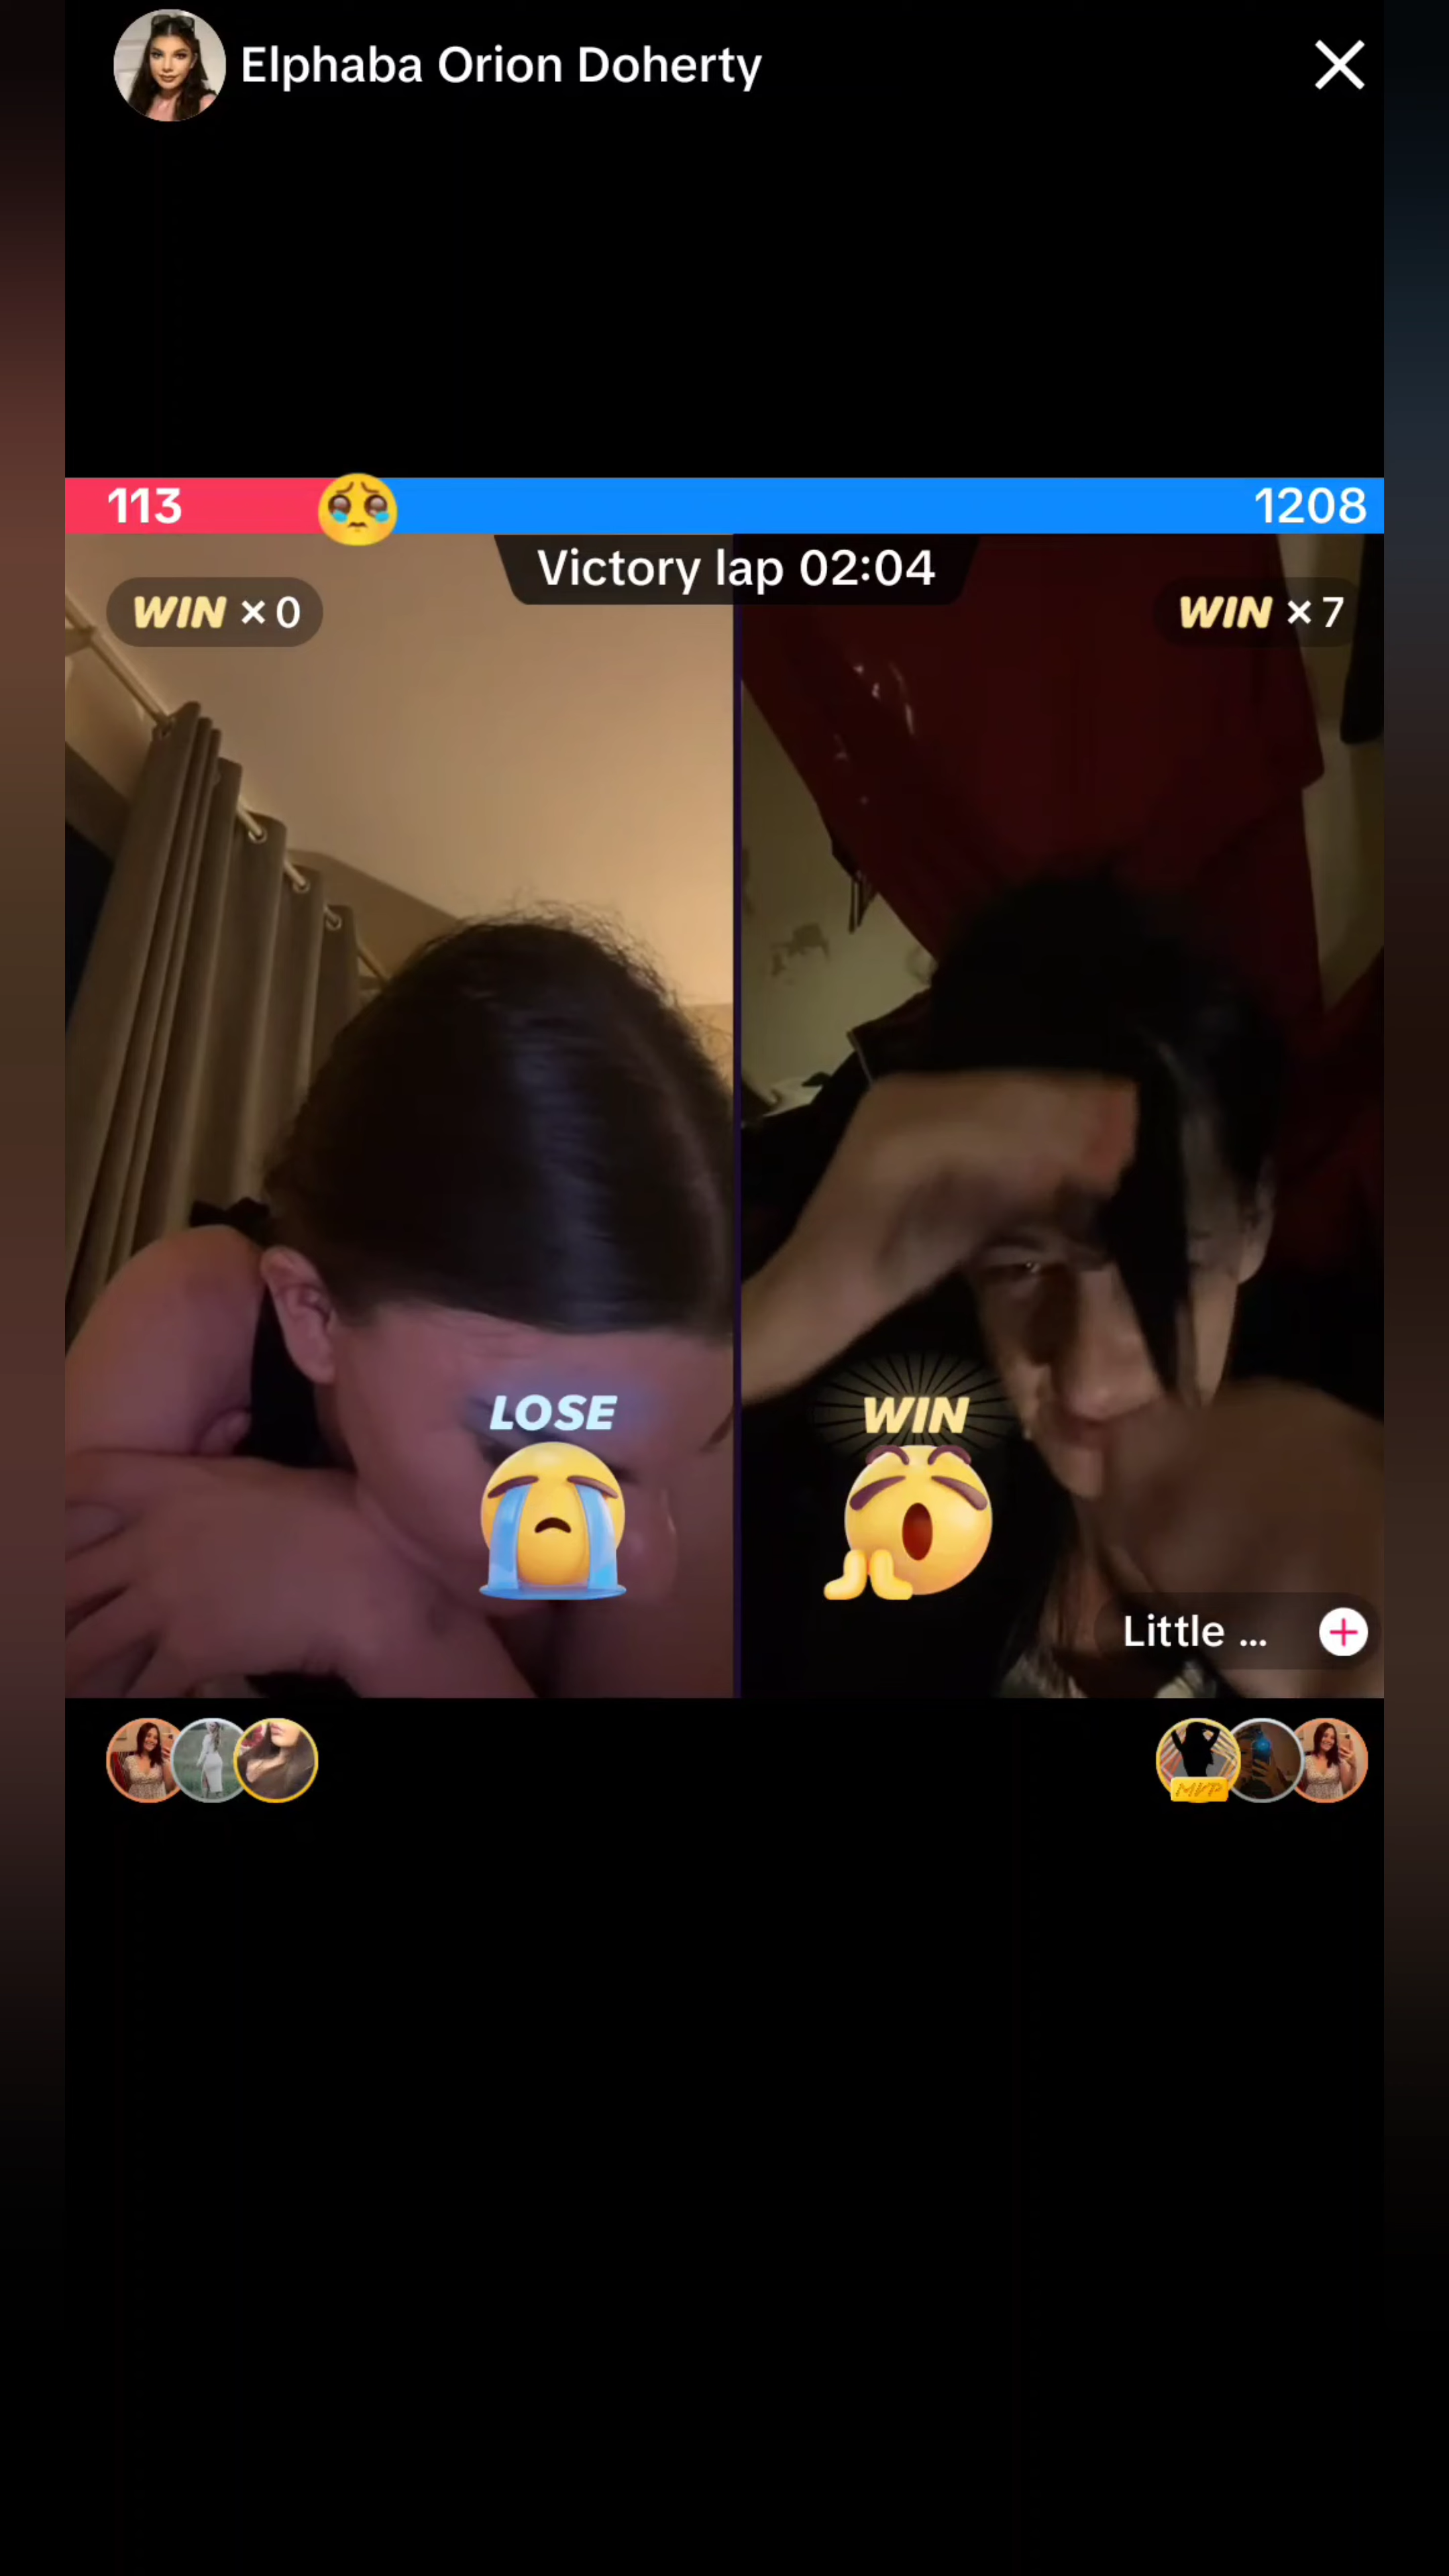 Elphaba Orion Doherty
113
1208
Victory lap 02:04
WIN × 0
WIN × 7
LOSE
WIN
Little ...
MVP